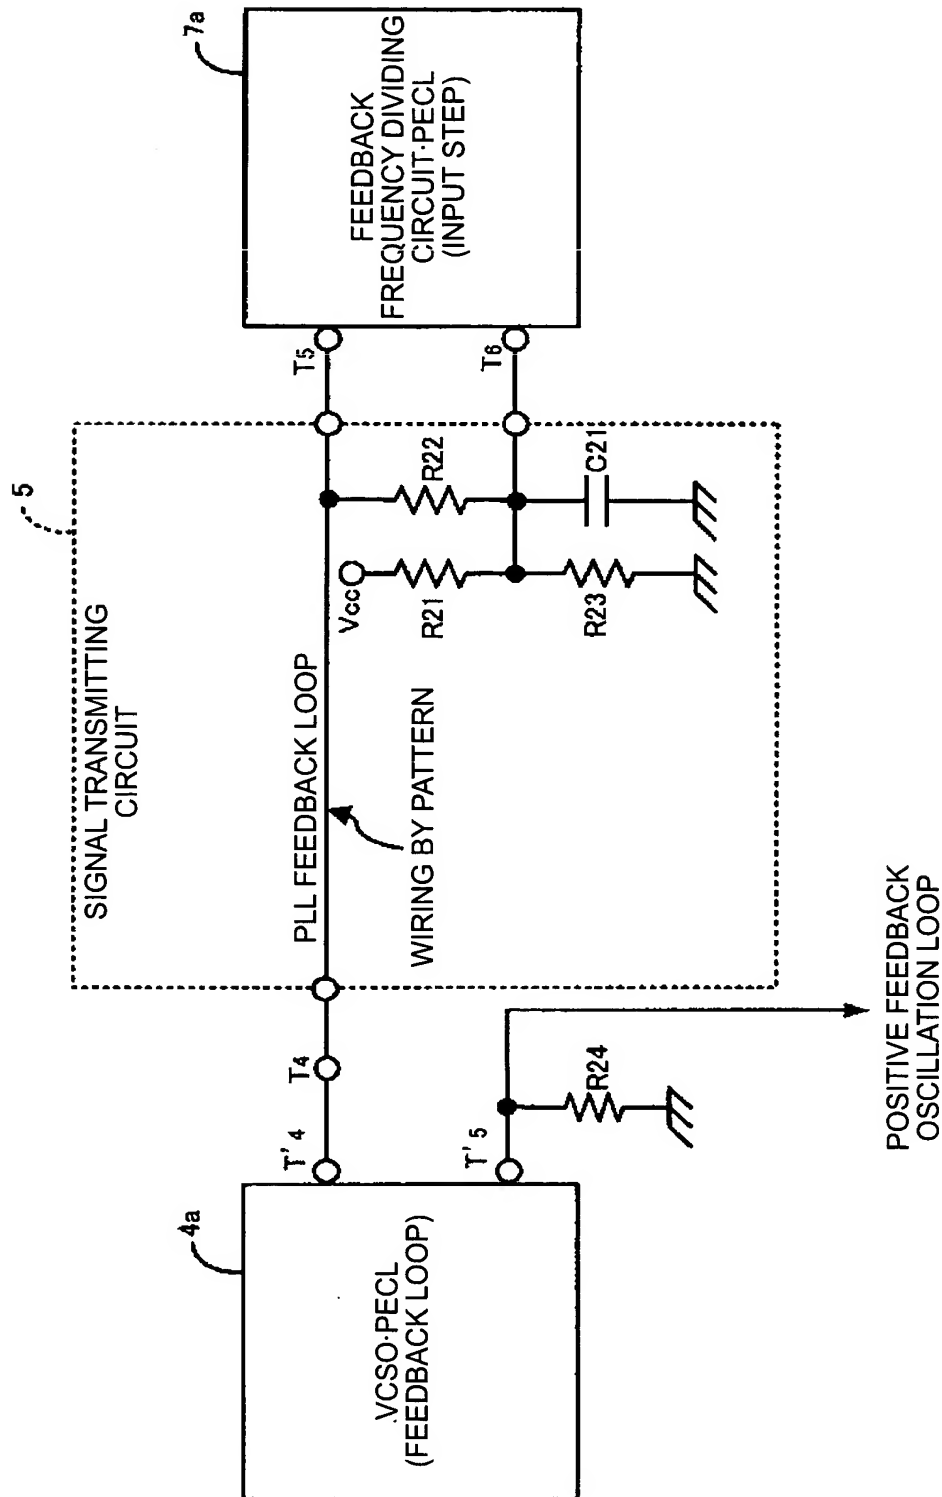 7a
FEEDBACK
FREQUENCY DIVIDING
CIRCUIT·PECL
(INPUT STEP)
T5
T6
5
SIGNAL TRANSMITTING
CIRCUIT
PLL FEEDBACK LOOP
WIRING BY PATTERN
Vcc
R21
R22
R23
C21
T4
T'4
T'5
R24
POSITIVE FEEDBACK
OSCILLATION LOOP
4a
VCSO·PECL
(FEEDBACK LOOP)